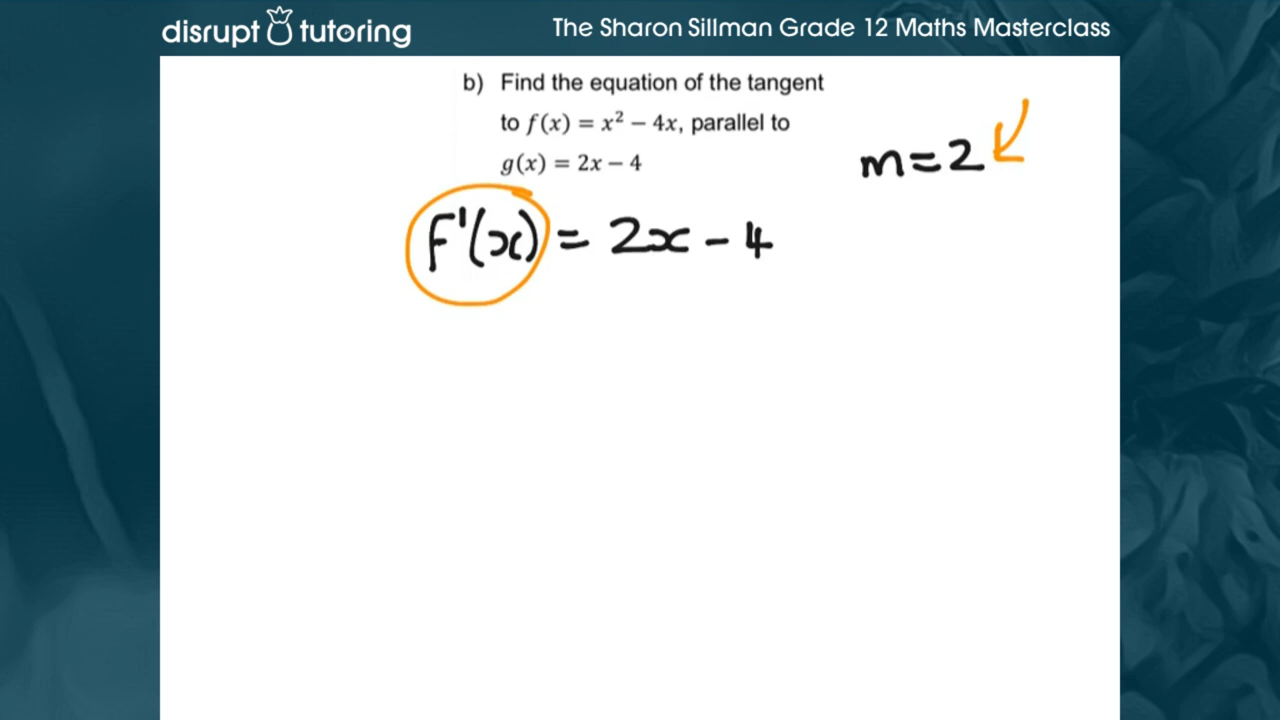 disrupt tutoring
The Sharon Sillman Grade 12 Maths Masterclass
b) Find the equation of the tangent
to f(x) = x² − 4x, parallel to
g(x) = 2x − 4
m=2
F'(x) = 2x - 4